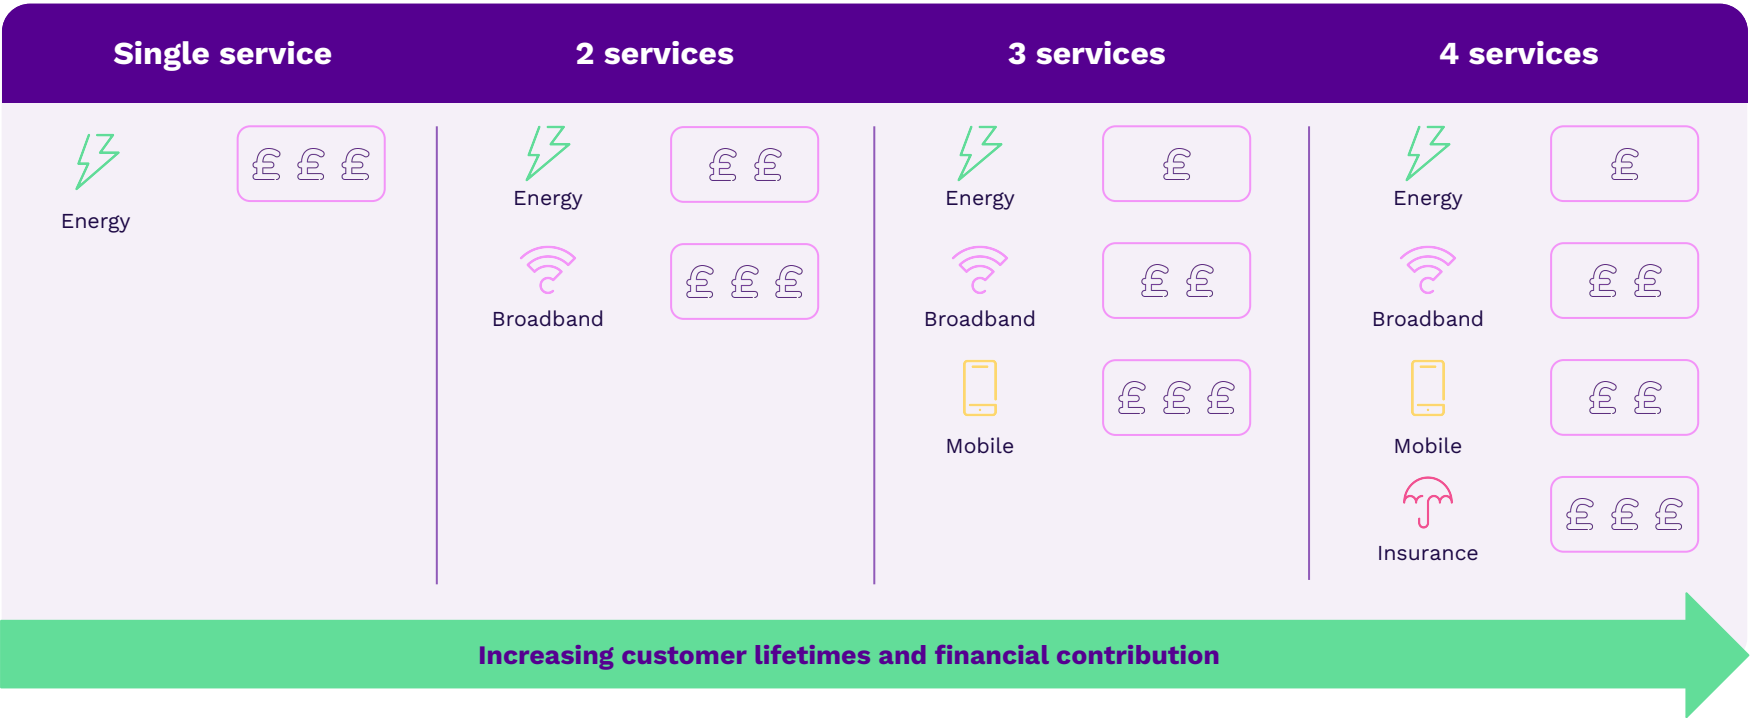 Single service
2 services
3 services
4 services
£ £ £
Energy
£ £
Energy
£ £ £
Broadband
£
Energy
£ £
Broadband
£ £ £
Mobile
£
Energy
£ £
Broadband
£ £
Mobile
£ £ £
Insurance
Increasing customer lifetimes and financial contribution